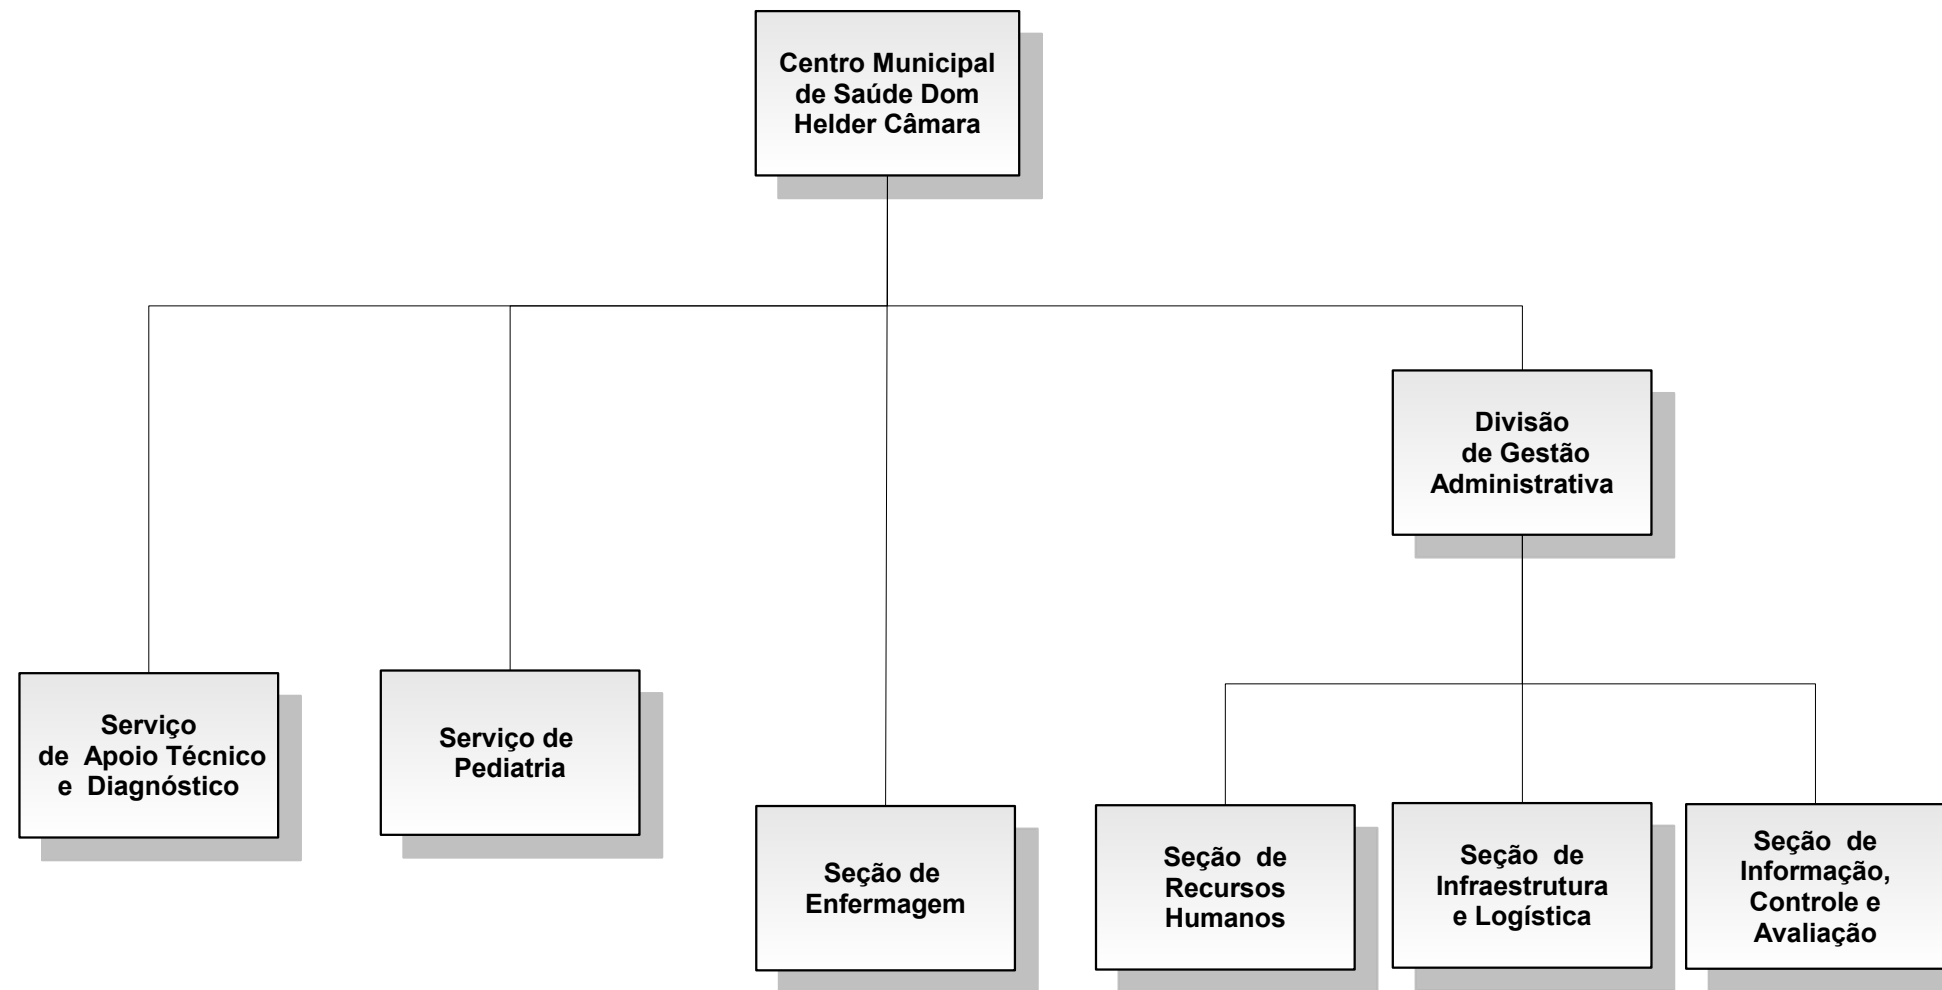 Centro Municipal
de Saúde Dom
Helder Câmara
Divisão
de Gestão
Administrativa
Serviço
de Apoio Técnico
e Diagnóstico
Serviço de
Pediatria
Seção de
Enfermagem
Seção de
Recursos
Humanos
Seção de
Infraestrutura
e Logística
Seção de
Informação,
Controle e
Avaliação